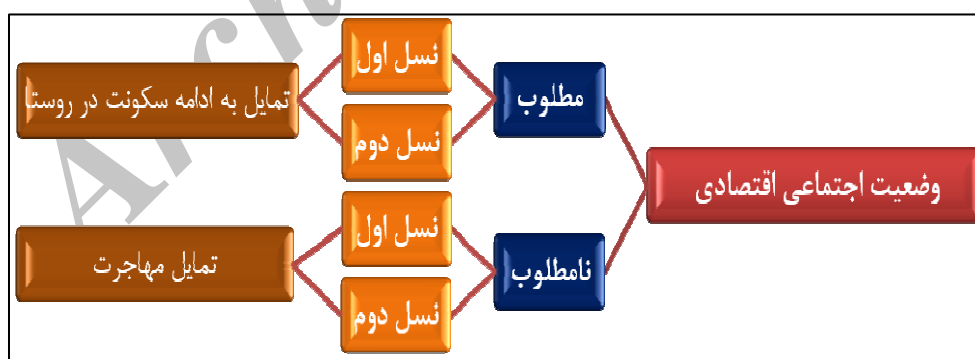 وضعیت اجتماعی اقتصادی
مطلوب
نسل اول
نسل دوم
تمایل به ادامه سکونت در روستا
نامطلوب
نسل اول
نسل دوم
تمایل مهاجرت